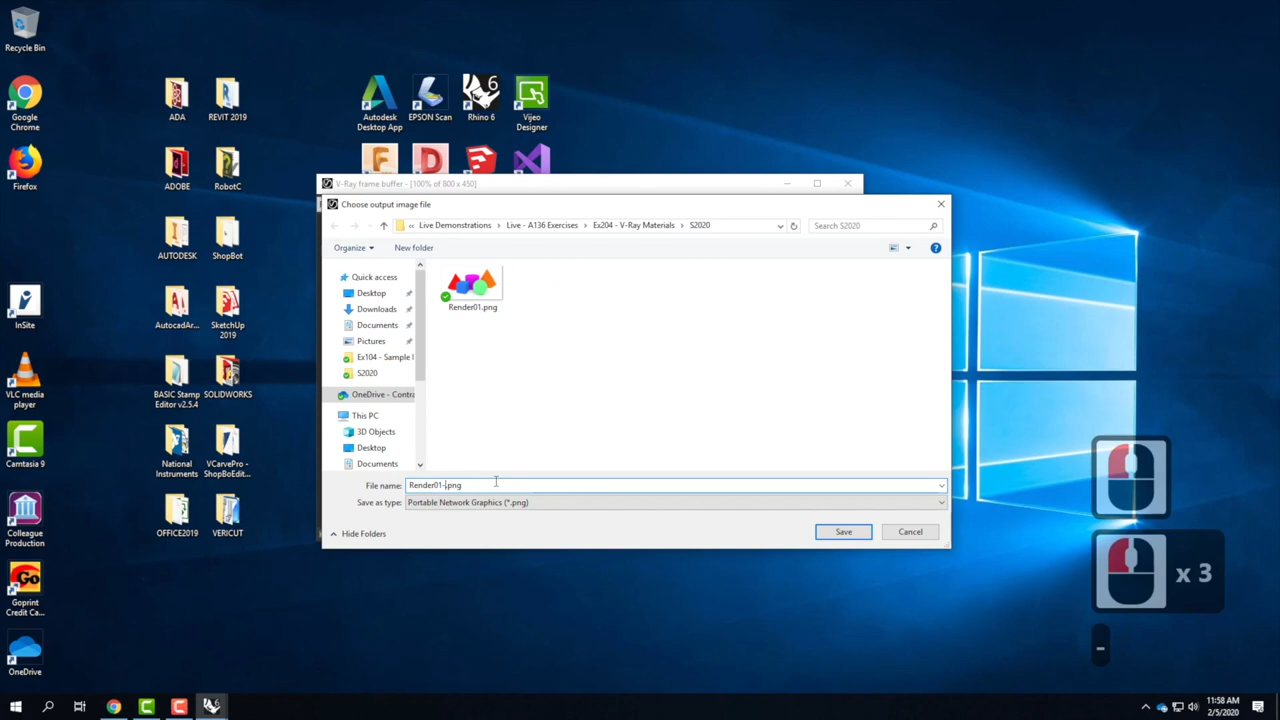 Recycle Bin
Google Chrome
Firefox
InSite
VLC media player
Camtasia 9
Colleague Production
Goprint Credit Ca...
OneDrive
ADA
REVIT 2019
ADOBE
RobotC
AUTODESK
ShopBot
AutocadAr...
SketchUp 2019
BASIC Stamp Editor v2.5.4
SOLIDWORKS
National Instruments
VCarvePro - ShopBoEdit...
OFFICE2019
VERICUT
Autodesk Desktop App
EPSON Scan
6
Rhino 6
Vijeo Designer
V-Ray frame buffer - [100% of 800 x 450]
Choose output image file
« Live Demonstrations > Live - A136 Exercises > Ex204 - V-Ray Materials > S2020
Search S2020
Organize
New folder
Quick access
Desktop
Downloads
Documents
Pictures
Ex104 - Sample
S2020
OneDrive - Contra
This PC
3D Objects
Desktop
Documents
Render01.png
File name: Render01-.png
Save as type: Portable Network Graphics (*.png)
Hide Folders
Save
Cancel
x 3
-
11:58 AM
2/5/2020